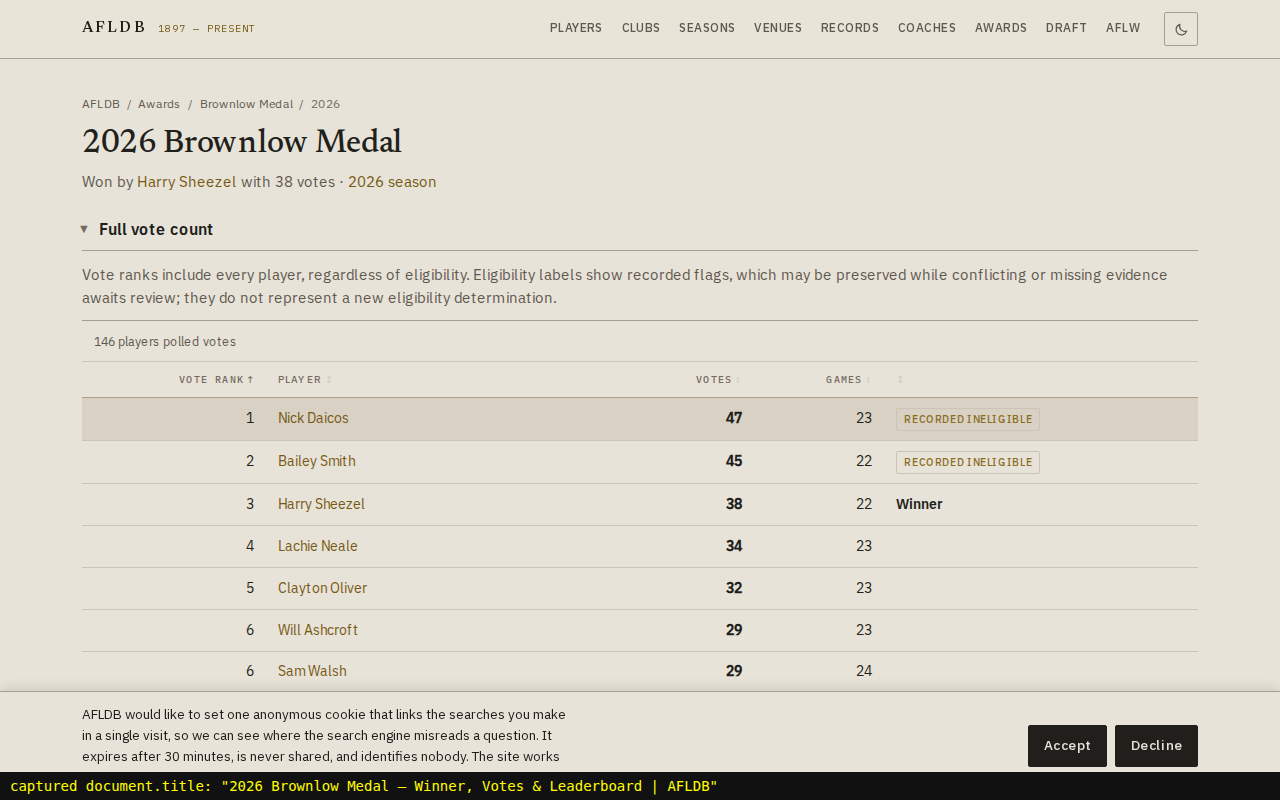 AFLDB 1897 — PRESENT
PLAYERS CLUBS SEASONS VENUES RECORDS COACHES AWARDS DRAFT AFLW
AFLDB / Awards / Brownlow Medal / 2026
2026 Brownlow Medal
Won by Harry Sheezel with 38 votes · 2026 season
▾ Full vote count
Vote ranks include every player, regardless of eligibility. Eligibility labels show recorded flags, which may be preserved while conflicting or missing evidence
awaits review; they do not represent a new eligibility determination.
146 players polled votes
VOTE RANK ↑ PLAYER ↕ VOTES ↕ GAMES ↕ ↕
1 Nick Daicos 47 23 RECORDED INELIGIBLE
2 Bailey Smith 45 22 RECORDED INELIGIBLE
3 Harry Sheezel 38 22 Winner
4 Lachie Neale 34 23
5 Clayton Oliver 32 23
6 Will Ashcroft 29 23
6 Sam Walsh 29 24
AFLDB would like to set one anonymous cookie that links the searches you make
in a single visit, so we can see where the search engine misreads a question. It
expires after 30 minutes, is never shared, and identifies nobody. The site works
Accept Decline
captured document.title: "2026 Brownlow Medal — Winner, Votes & Leaderboard | AFLDB"